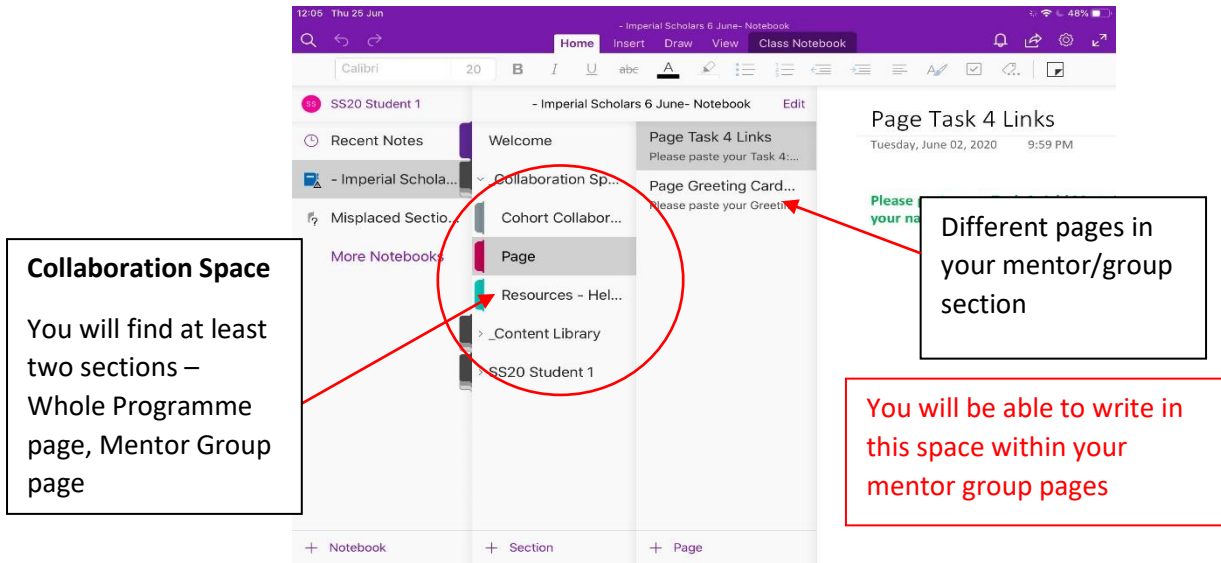 12:05 Thu 25 Jun
48%
- Imperial Scholars 6 June- Notebook
Home Insert Draw View Class Notebook
Calibri 20 B I U abc A
SS SS20 Student 1
- Imperial Scholars 6 June- Notebook Edit
Recent Notes
- Imperial Schola...
Misplaced Sectio...
More Notebooks
Welcome
_Collaboration Sp...
Cohort Collabor...
Page
Resources - Hel...
_Content Library
SS20 Student 1
Page Task 4 Links
Please paste your Task 4:...
Page Greeting Card...
Please paste your Greeti
Page Task 4 Links
Tuesday, June 02, 2020 9:59 PM
Please
your na
Collaboration Space
You will find at least
two sections –
Whole Programme
page, Mentor Group
page
Different pages in
your mentor/group
section
You will be able to write in
this space within your
mentor group pages
+ Notebook
+ Section
+ Page